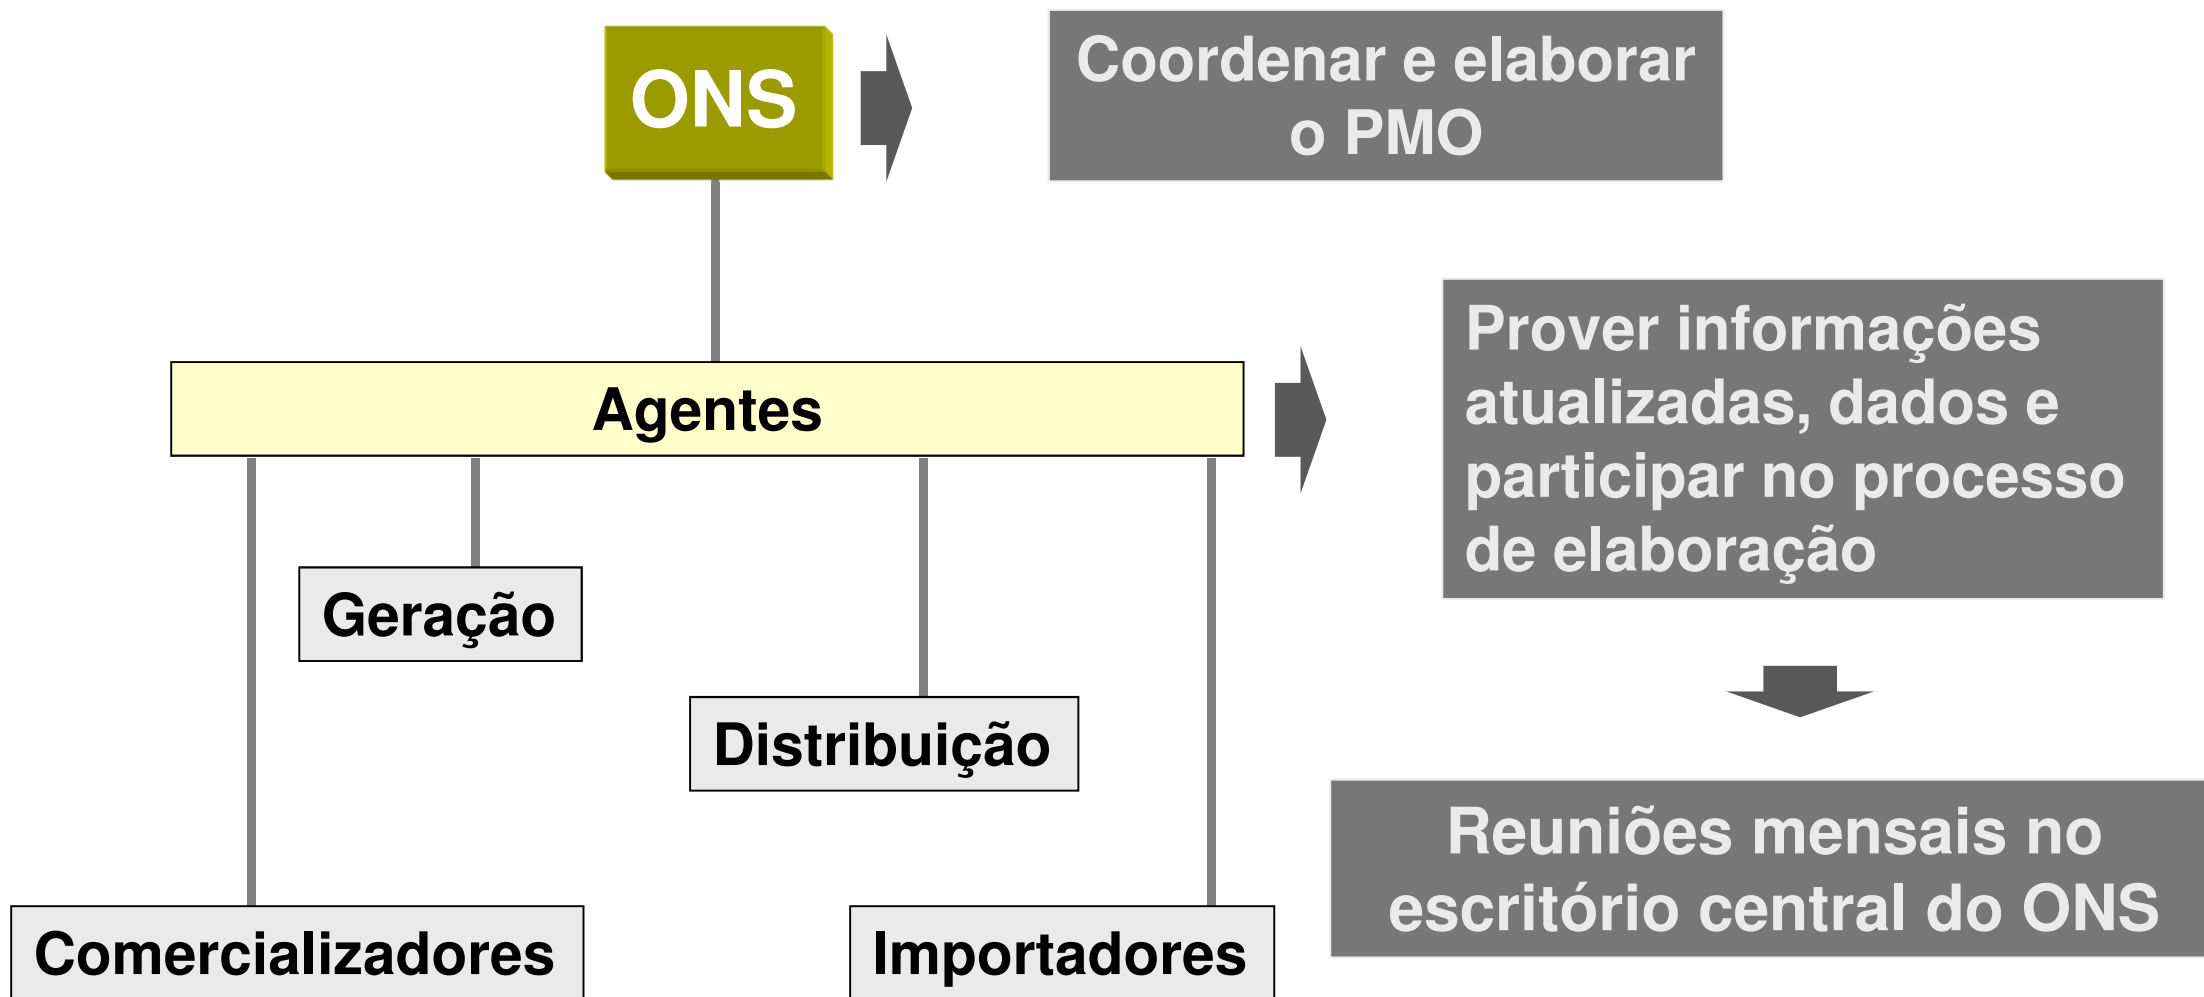 ONS
Coordenar e elaborar
o PMO
Agentes
Prover informações
atualizadas, dados e
participar no processo
de elaboração
Geração
Distribuição
Reuniões mensais no
escritório central do ONS
Comercializadores
Importadores